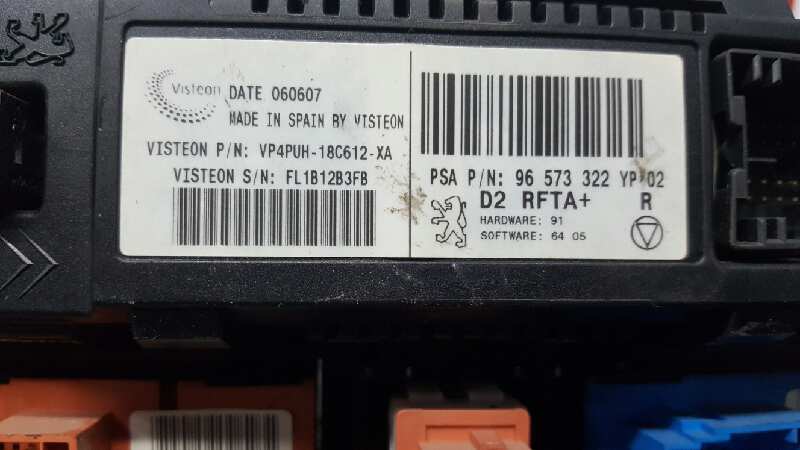 Visteon
DATE 060607
MADE IN SPAIN BY VISTEON
VISTEON P/N: VP4PUH-18C612-XA
VISTEON S/N: FL1B12B3FB
PSA P/N: 96 573 322 YP 02
D2 RFTA+ R
HARDWARE: 91
SOFTWARE: 64 05